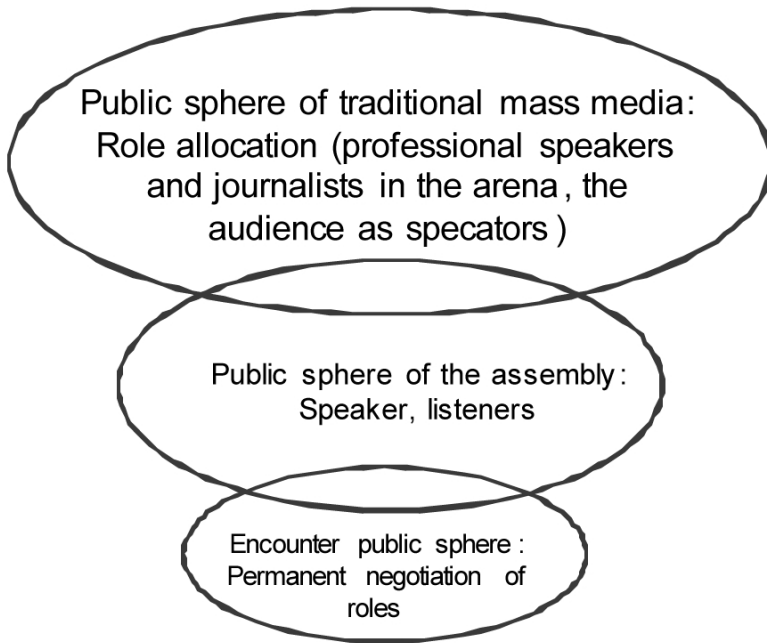 Public sphere of traditional mass media:
Role allocation (professional speakers
and journalists in the arena, the
audience as specators)
Public sphere of the assembly:
Speaker, listeners
Encounter public sphere:
Permanent negotiation of
roles